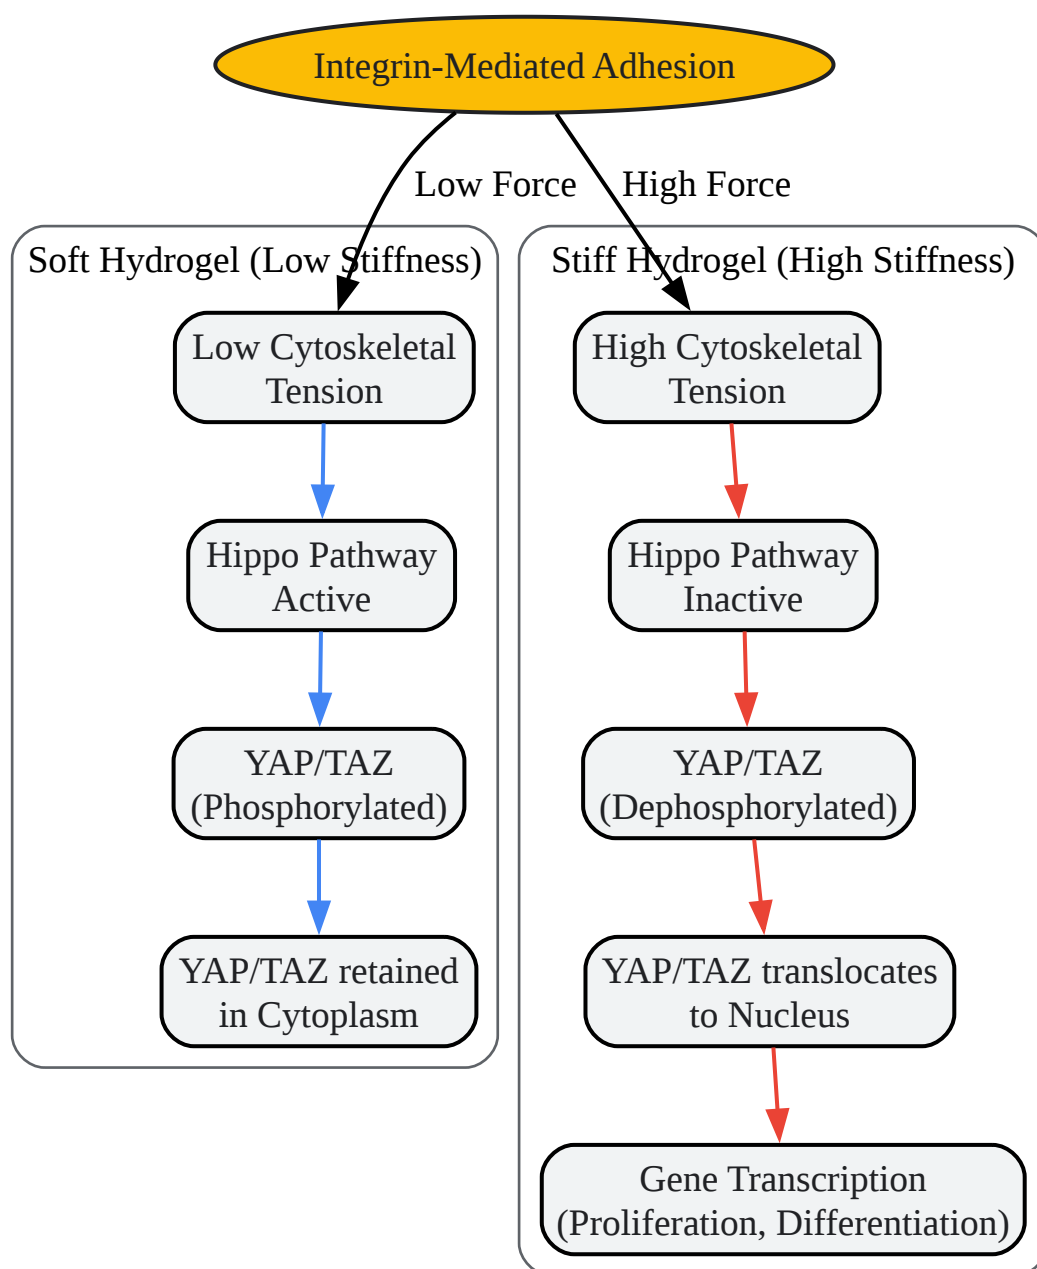 Integrin-Mediated Adhesion
Low Force
High Force
Soft Hydrogel (Low Stiffness)
Low Cytoskeletal
Tension
Hippo Pathway
Active
YAP/TAZ
(Phosphorylated)
YAP/TAZ retained
in Cytoplasm
Stiff Hydrogel (High Stiffness)
High Cytoskeletal
Tension
Hippo Pathway
Inactive
YAP/TAZ
(Dephosphorylated)
YAP/TAZ translocates
to Nucleus
Gene Transcription
(Proliferation, Differentiation)